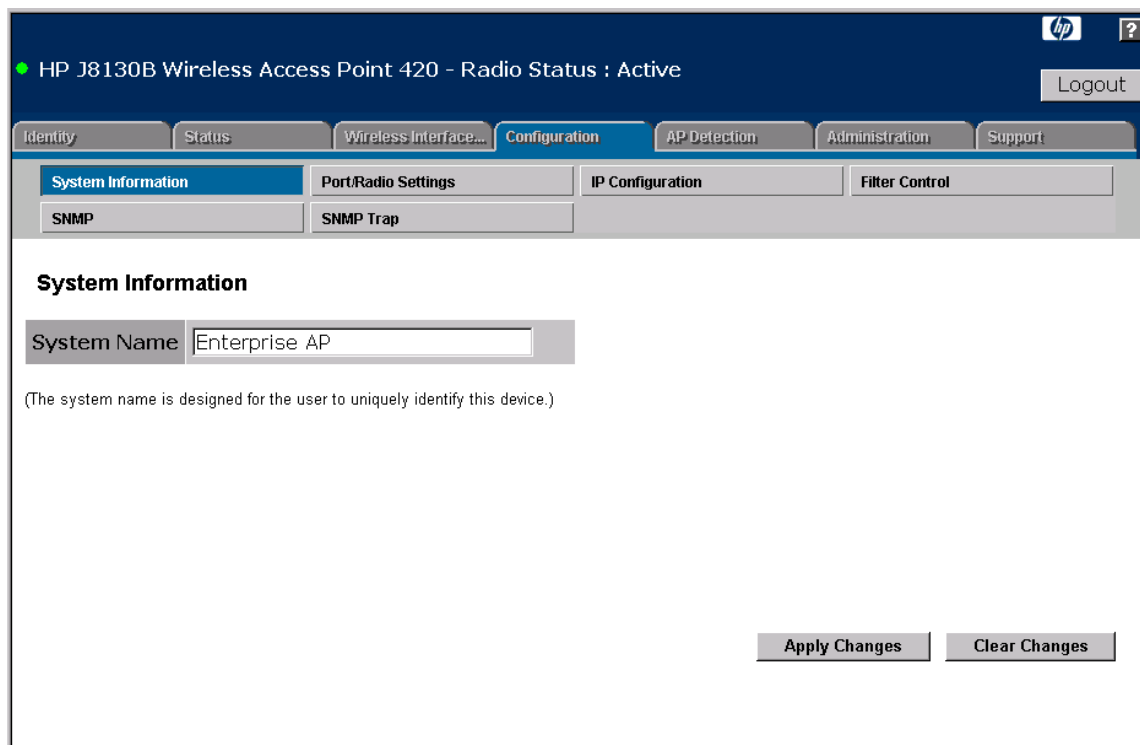 hp ?
HP J8130B Wireless Access Point 420 - Radio Status : Active
Logout
Identity Status Wireless Interface... Configuration AP Detection Administration Support
System Information Port/Radio Settings IP Configuration Filter Control
SNMP SNMP Trap
System Information
System Name Enterprise AP
(The system name is designed for the user to uniquely identify this device.)
Apply Changes Clear Changes